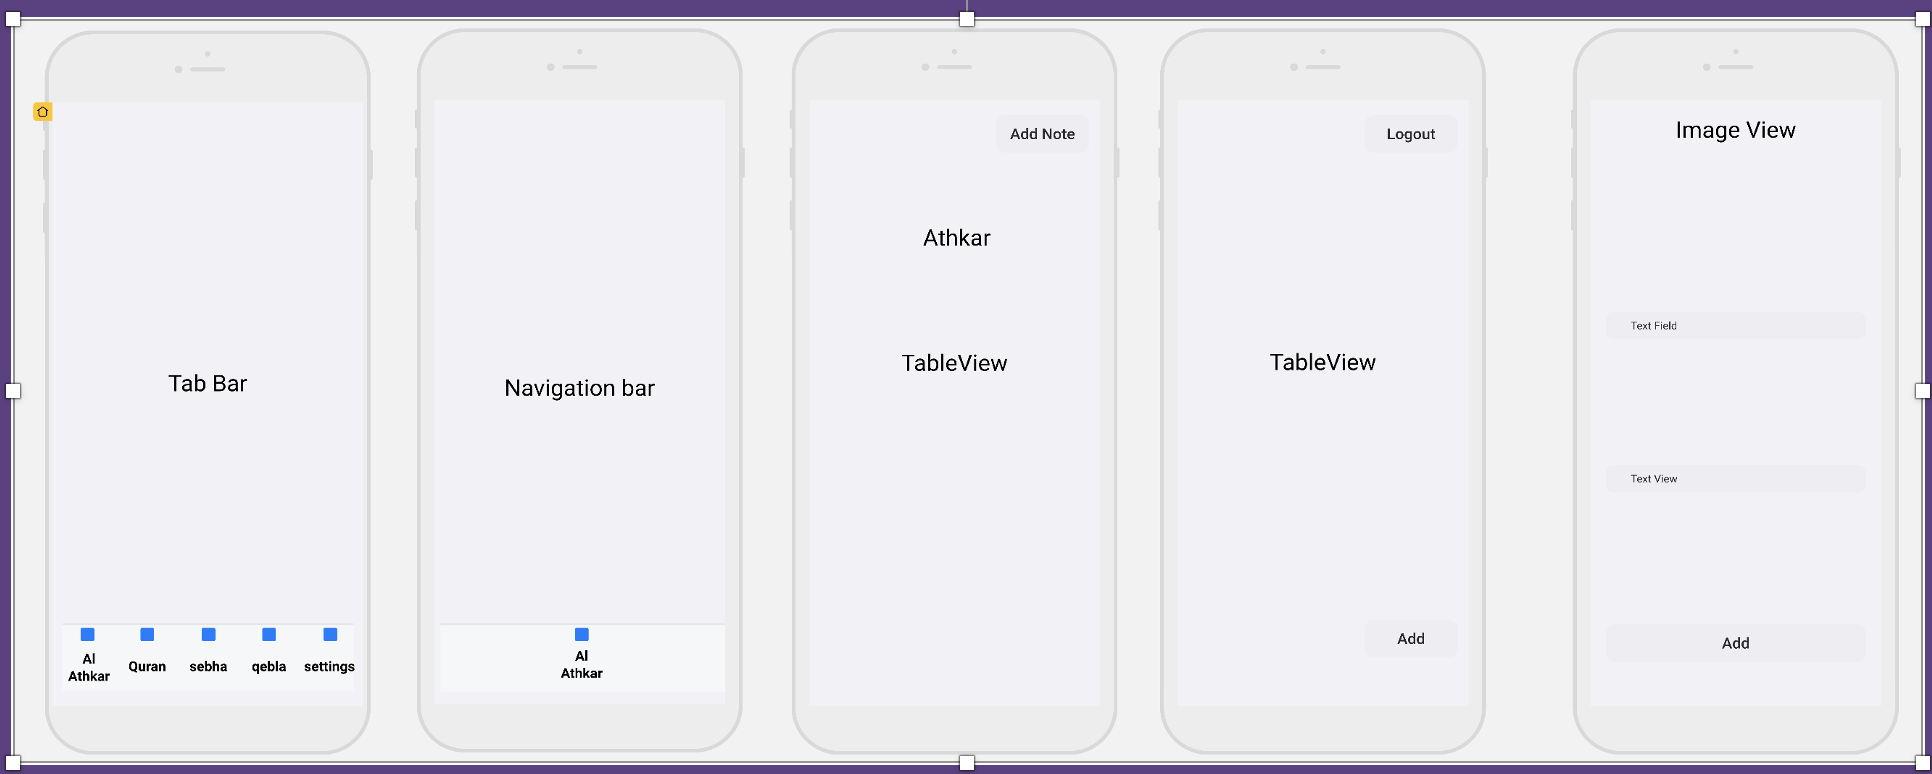 Tab Bar
Al
Athkar
Quran
sebha
qebla
settings
Navigation bar
Al
Athkar
Add Note
Athkar
TableView
Logout
TableView
Add
Image View
Text Field
Text View
Add